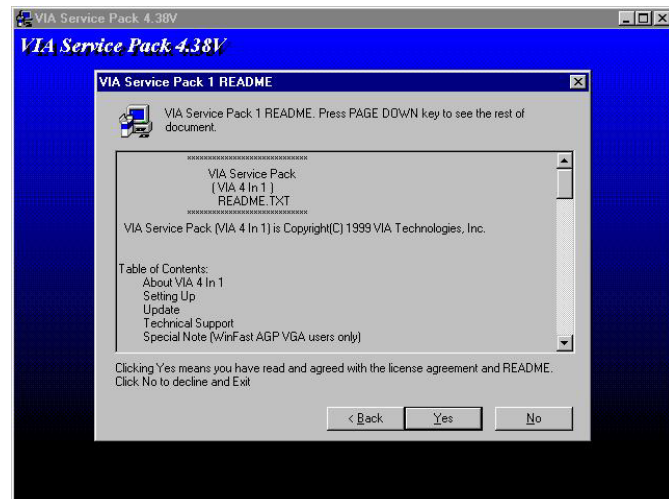 VIA Service Pack 4.38V
VIA Service Pack 4.38V
VIA Service Pack 1 README
VIA Service Pack 1 README. Press PAGE DOWN key to see the rest of
document.
****************************
VIA Service Pack
( VIA 4 In 1 )
README.TXT
****************************
VIA Service Pack (VIA 4 In 1) is Copyright(C) 1999 VIA Technologies, Inc.
Table of Contents:
About VIA 4 In 1
Setting Up
Update
Technical Support
Special Note (WinFast AGP VGA users only)
Clicking Yes means you have read and agreed with the license agreement and README.
Click No to decline and Exit
< Back
Yes
No